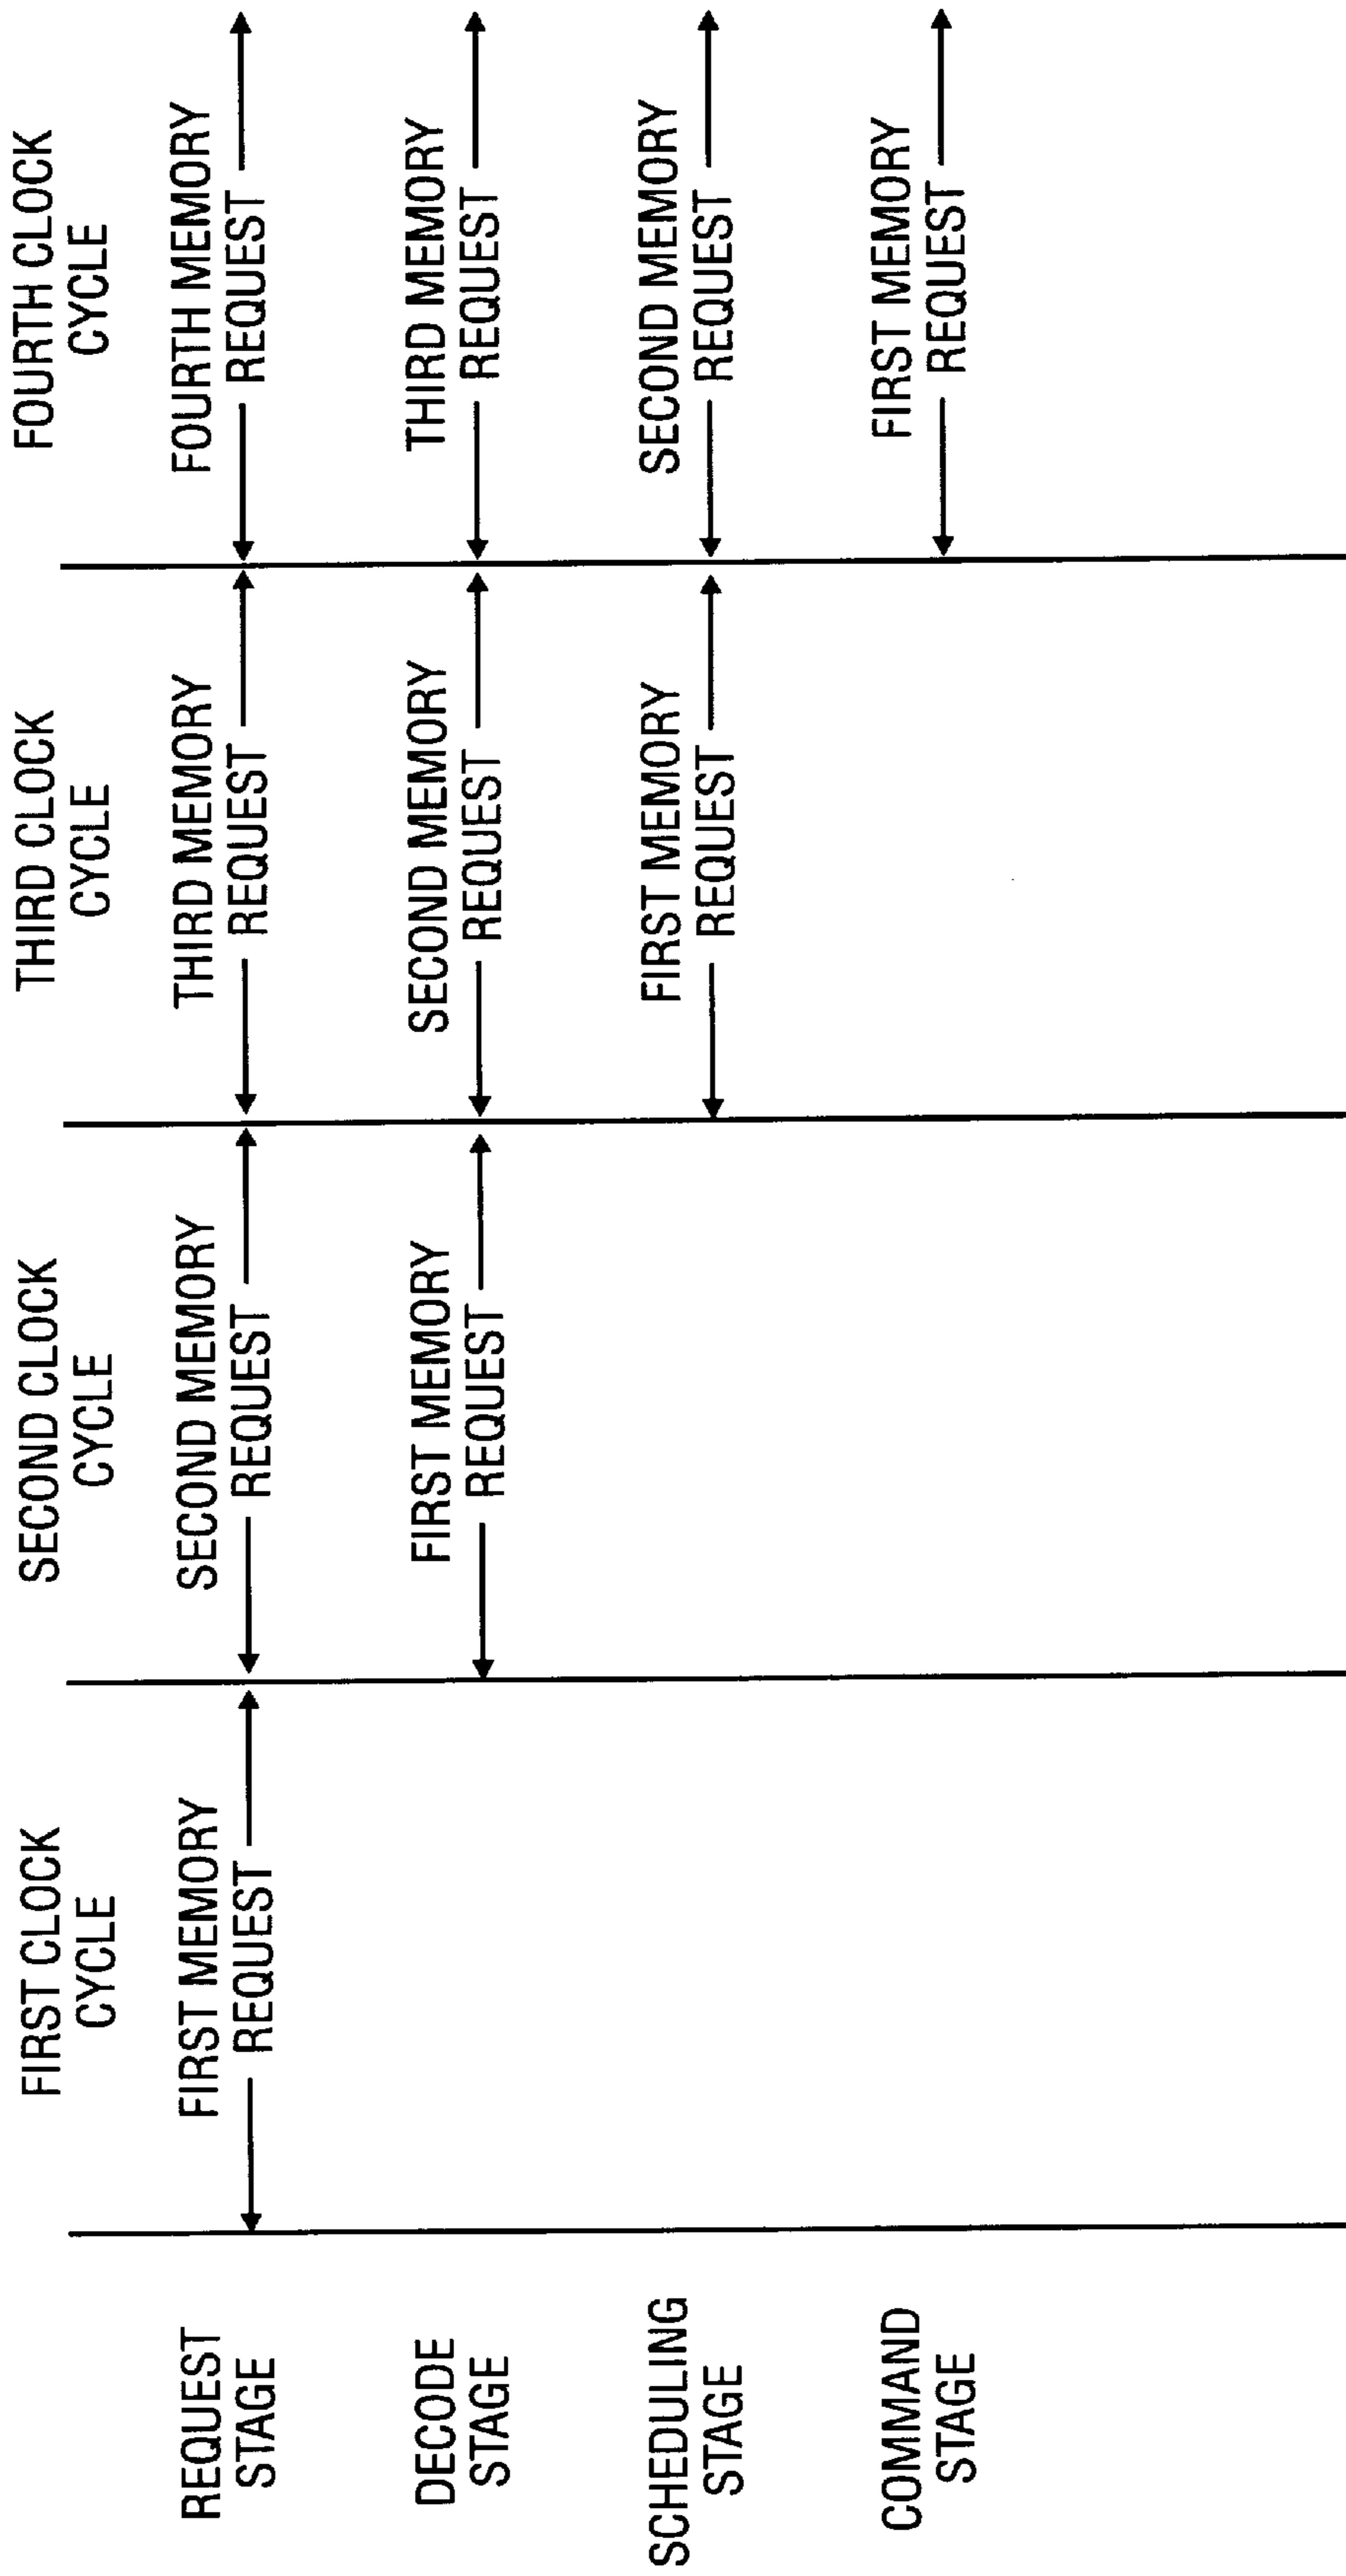 FIRST CLOCK
CYCLE
SECOND CLOCK
CYCLE
THIRD CLOCK
CYCLE
FOURTH CLOCK
CYCLE
REQUEST
STAGE
FIRST MEMORY
REQUEST
SECOND MEMORY
REQUEST
THIRD MEMORY
REQUEST
FOURTH MEMORY
REQUEST
DECODE
STAGE
FIRST MEMORY
REQUEST
SECOND MEMORY
REQUEST
THIRD MEMORY
REQUEST
SCHEDULING
STAGE
FIRST MEMORY
REQUEST
SECOND MEMORY
REQUEST
COMMAND
STAGE
FIRST MEMORY
REQUEST